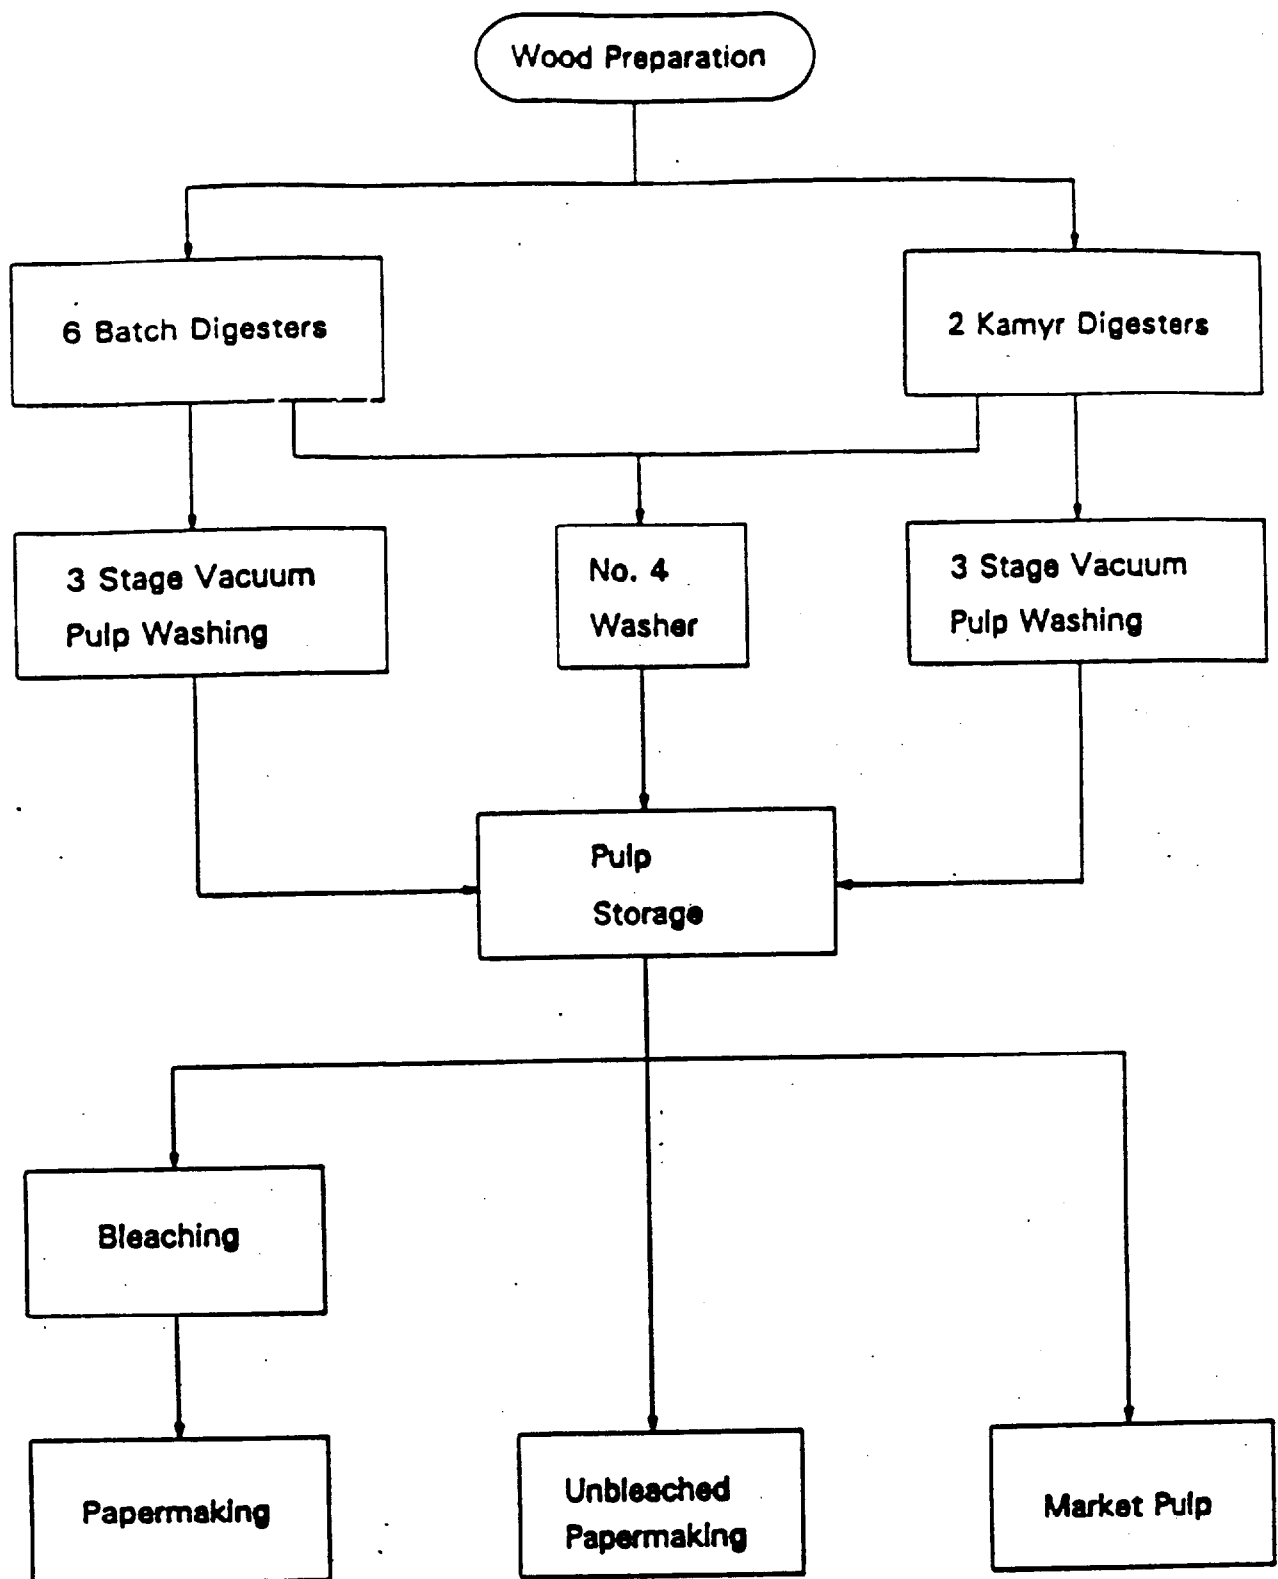 Wood Preparation
6 Batch Digesters
2 Kamyr Digesters
3 Stage Vacuum
Pulp Washing
No. 4
Washer
3 Stage Vacuum
Pulp Washing
Pulp
Storage
Bleaching
Papermaking
Unbleached
Papermaking
Market Pulp